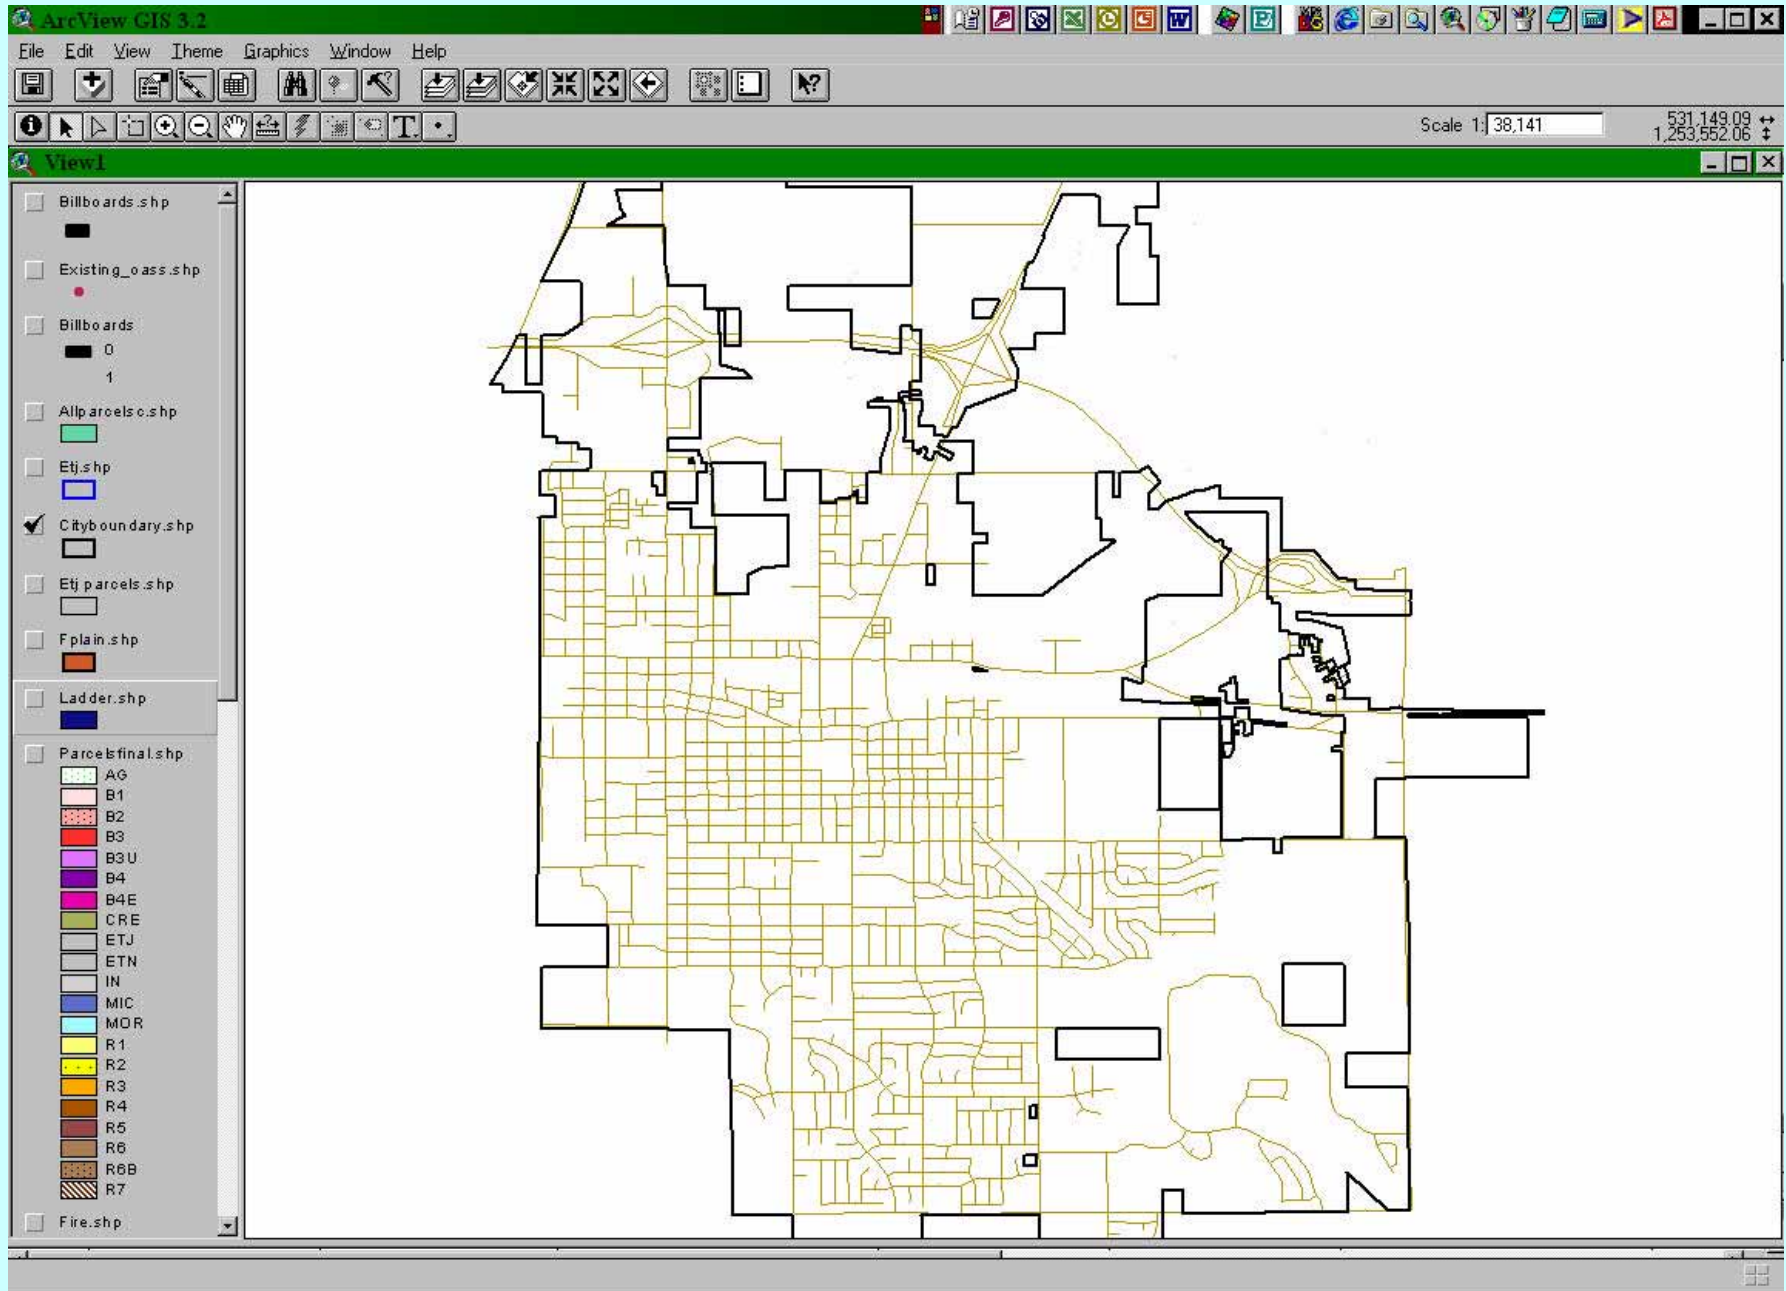 ArcView GIS 3.2
File Edit View Theme Graphics Window Help
Scale 1: 38,141
531,149.09
1,253,552.06
View1
Billboards.shp
Existing_oass.shp
Billboards
0
1
Allparcelsc.shp
Etj.shp
Cityboundary.shp
Etj parcels.shp
Fplain.shp
Ladder.shp
Parcelsfinal.shp
AG
B1
B2
B3
B3U
B4
B4E
CRE
ETJ
ETN
IN
MIC
MOR
R1
R2
R3
R4
R5
R6
R6B
R7
Fire.shp